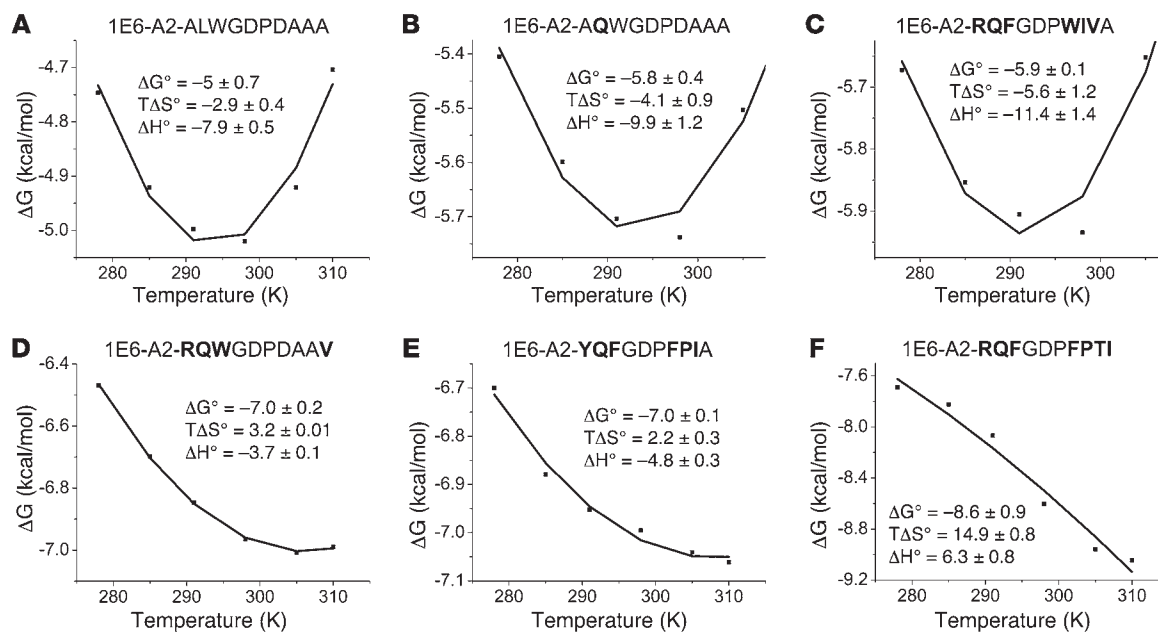 A 1E6-A2-ALWGDPDAAA
ΔG (kcal/mol)
-4.7
-4.8
-4.9
-5.0
ΔG° = −5 ± 0.7
TΔS° = −2.9 ± 0.4
ΔH° = −7.9 ± 0.5
280 290 300 310
Temperature (K)
B 1E6-A2-AQWGDPDAAA
ΔG (kcal/mol)
-5.4
-5.5
-5.6
-5.7
ΔG° = −5.8 ± 0.4
TΔS° = −4.1 ± 0.9
ΔH° = −9.9 ± 1.2
280 290 300
Temperature (K)
C 1E6-A2-RQFGDPWIVA
ΔG (kcal/mol)
-5.7
-5.8
-5.9
ΔG° = −5.9 ± 0.1
TΔS° = −5.6 ± 1.2
ΔH° = −11.4 ± 1.4
280 290 300
Temperature (K)
D 1E6-A2-RQWGDPDAAV
ΔG (kcal/mol)
-6.4
-6.6
-6.8
-7.0
ΔG° = −7.0 ± 0.2
TΔS° = 3.2 ± 0.01
ΔH° = −3.7 ± 0.1
280 290 300 310
Temperature (K)
E 1E6-A2-YQFGDPFPIA
ΔG (kcal/mol)
-6.7
-6.8
-6.9
-7.0
-7.1
ΔG° = −7.0 ± 0.1
TΔS° = 2.2 ± 0.3
ΔH° = −4.8 ± 0.3
280 290 300 310
Temperature (K)
F 1E6-A2-RQFGDPFPTI
ΔG (kcal/mol)
-7.6
-8.0
-8.4
-8.8
-9.2
ΔG° = −8.6 ± 0.9
TΔS° = 14.9 ± 0.8
ΔH° = 6.3 ± 0.8
280 290 300 310
Temperature (K)